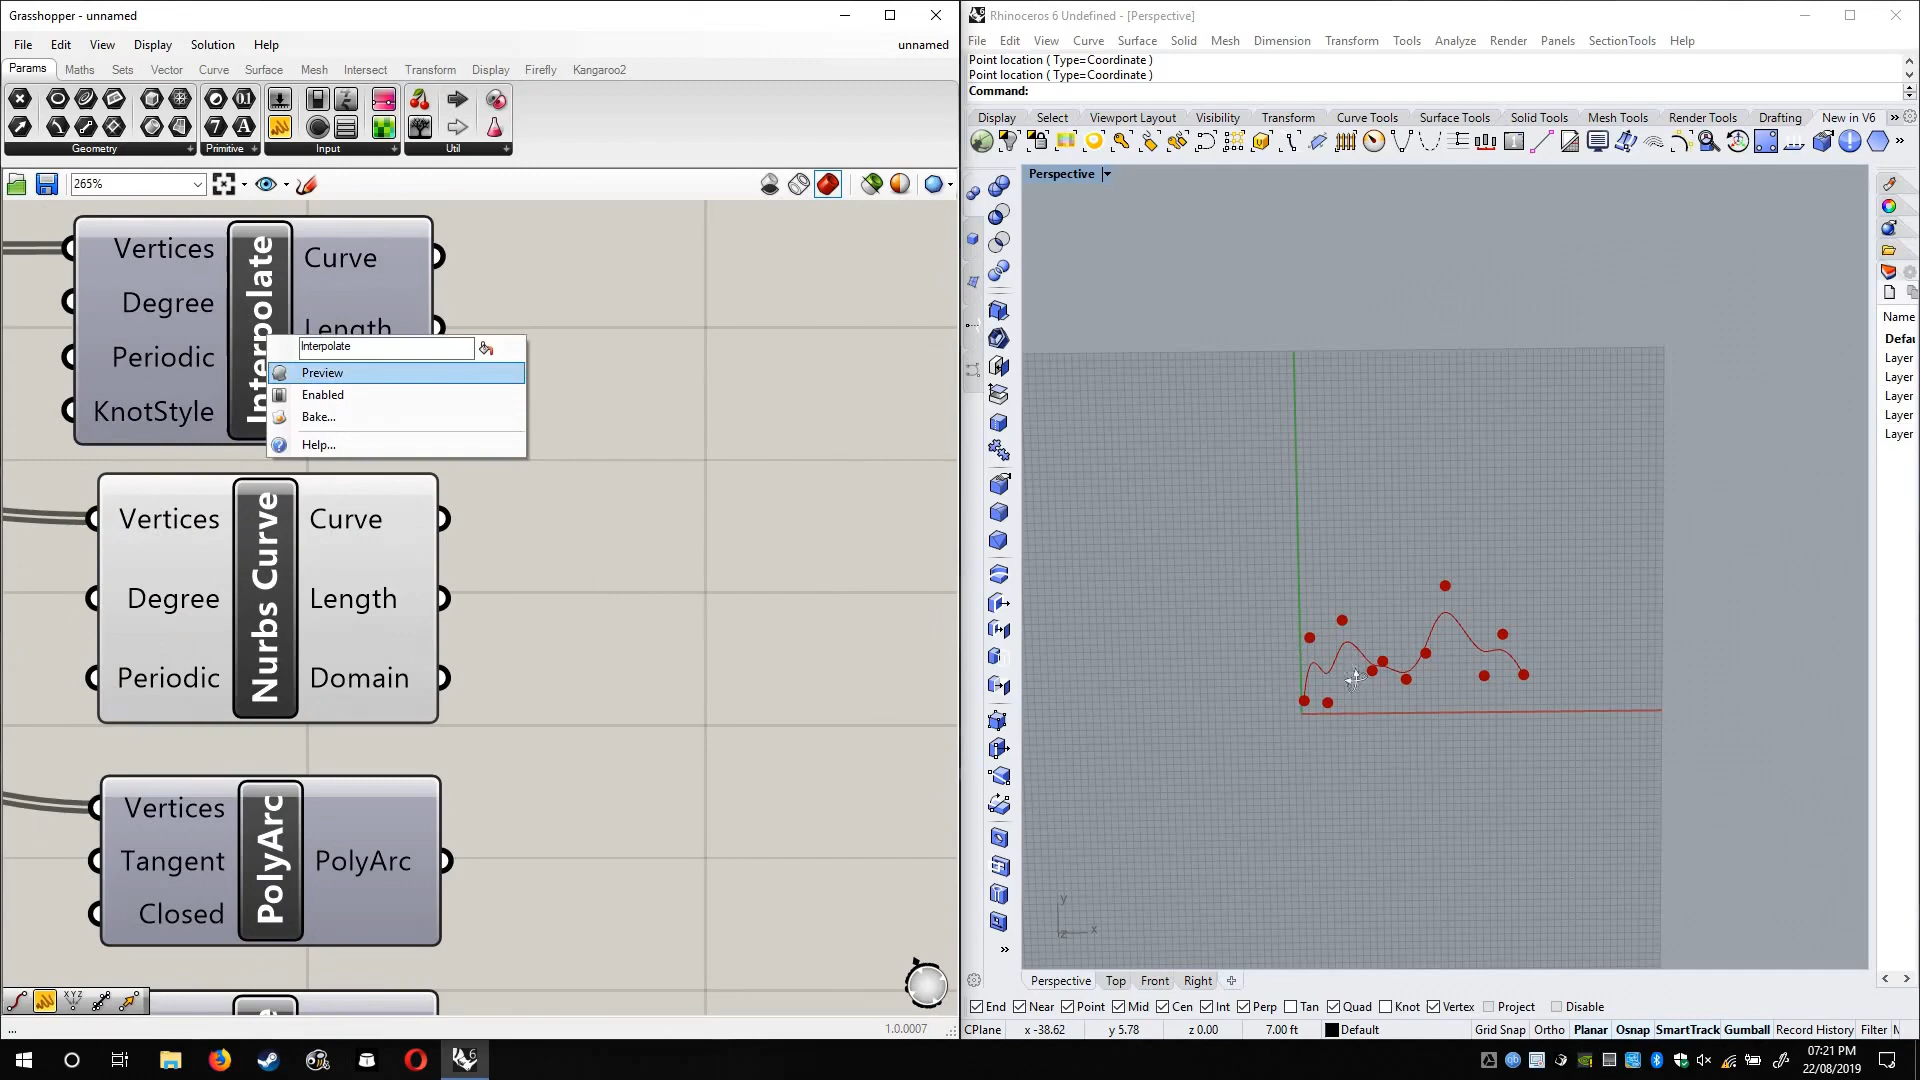 Grasshopper - unnamed
File Edit View Display Solution Help
unnamed
Params Maths Sets Vector Curve Surface Mesh Intersect Transform Display Firefly Kangaroo2
Geometry
Primitive
Input
Util
265%
Vertices
Degree
Periodic
KnotStyle
Interpolate
Curve
Length
Interpolate
Preview
Enabled
Bake...
Help...
Vertices
Degree
Periodic
Nurbs Curve
Curve
Length
Domain
Vertices
Tangent
Closed
PolyArc
PolyArc
...
1.0.0007
Rhinoceros 6 Undefined - [Perspective]
File Edit View Curve Surface Solid Mesh Dimension Transform Tools Analyze Render Panels SectionTools Help
Point location ( Type=Coordinate )
Point location ( Type=Coordinate )
Command:
Display Select Viewport Layout Visibility Transform Curve Tools Surface Tools Solid Tools Mesh Tools Render Tools Drafting New in V6
Perspective
y
z x
Name
Defau
Layer
Layer
Layer
Layer
Layer
Perspective Top Front Right
End Near Point Mid Cen Int Perp Tan Quad Knot Vertex Project Disable
CPlane x -38.62 y 5.78 z 0.00 7.00 ft Default Grid Snap Ortho Planar Osnap SmartTrack Gumball Record History Filter
07:21 PM
22/08/2019